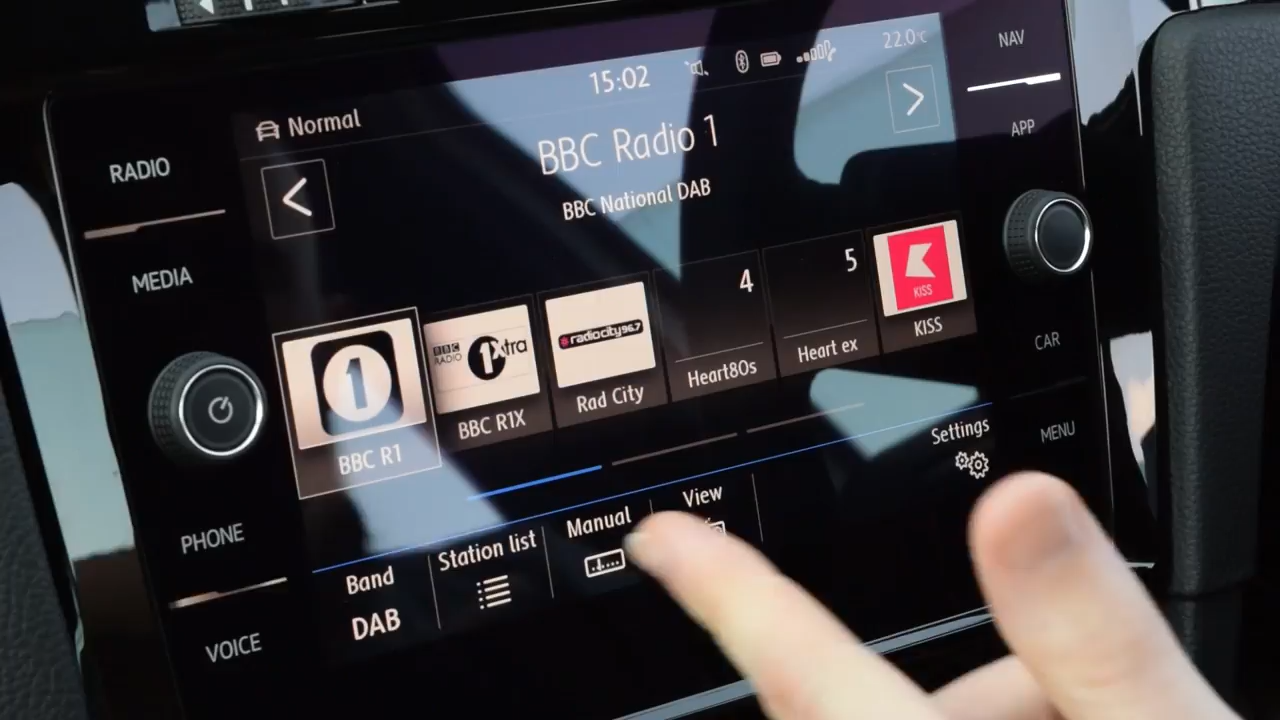 NAV
22.0°C
15:02
Normal
APP
RADIO
BBC Radio 1
BBC National DAB
MEDIA
4
5
KISS
KISS
1
BBC RADIO 1Xtra
radiocity96.7
Heart80s
Heart ex
CAR
BBC R1
BBC R1X
Rad City
Settings
MENU
PHONE
Band
Station list
Manual
View
DAB
VOICE